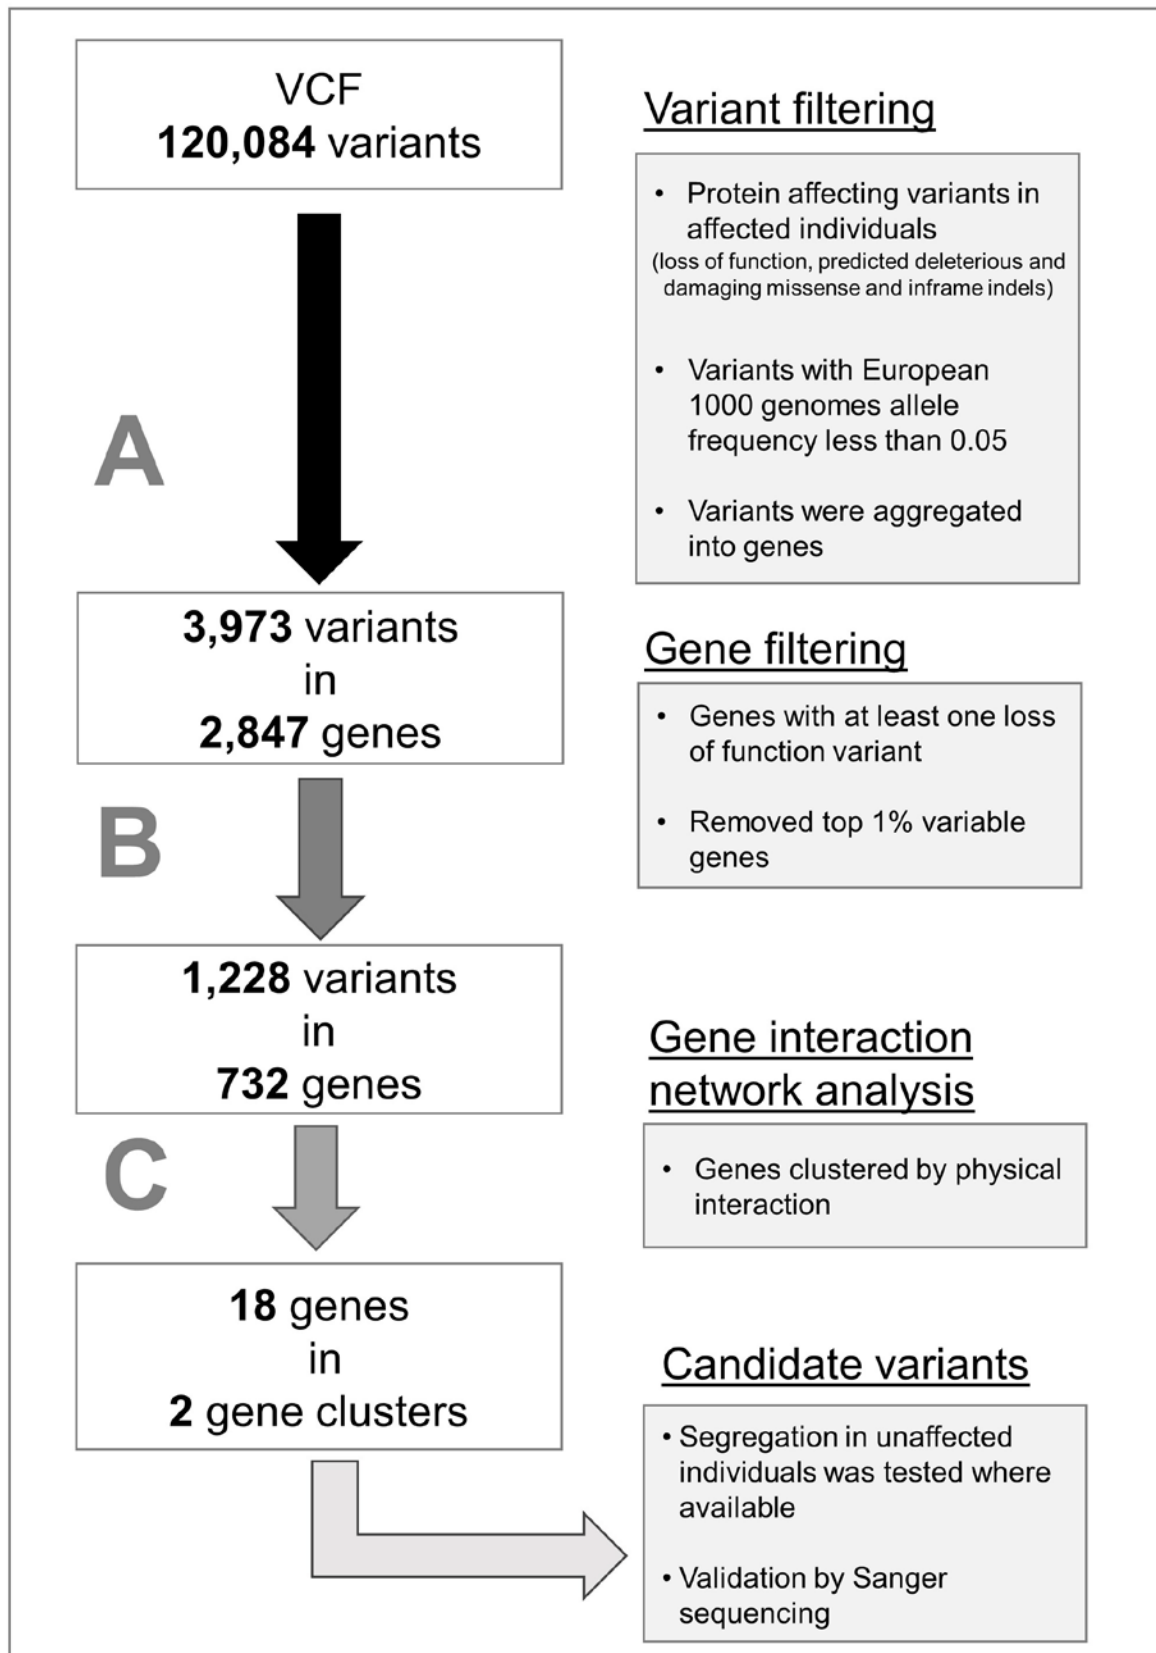 VCF
120,084 variants
Variant filtering
• Protein affecting variants in
affected individuals
(loss of function, predicted deleterious and
damaging missense and inframe indels)
• Variants with European
1000 genomes allele
frequency less than 0.05
• Variants were aggregated
into genes
A
3,973 variants
in
2,847 genes
Gene filtering
• Genes with at least one loss
of function variant
• Removed top 1% variable
genes
B
1,228 variants
in
732 genes
Gene interaction
network analysis
• Genes clustered by physical
interaction
C
18 genes
in
2 gene clusters
Candidate variants
• Segregation in unaffected
individuals was tested where
available
• Validation by Sanger
sequencing